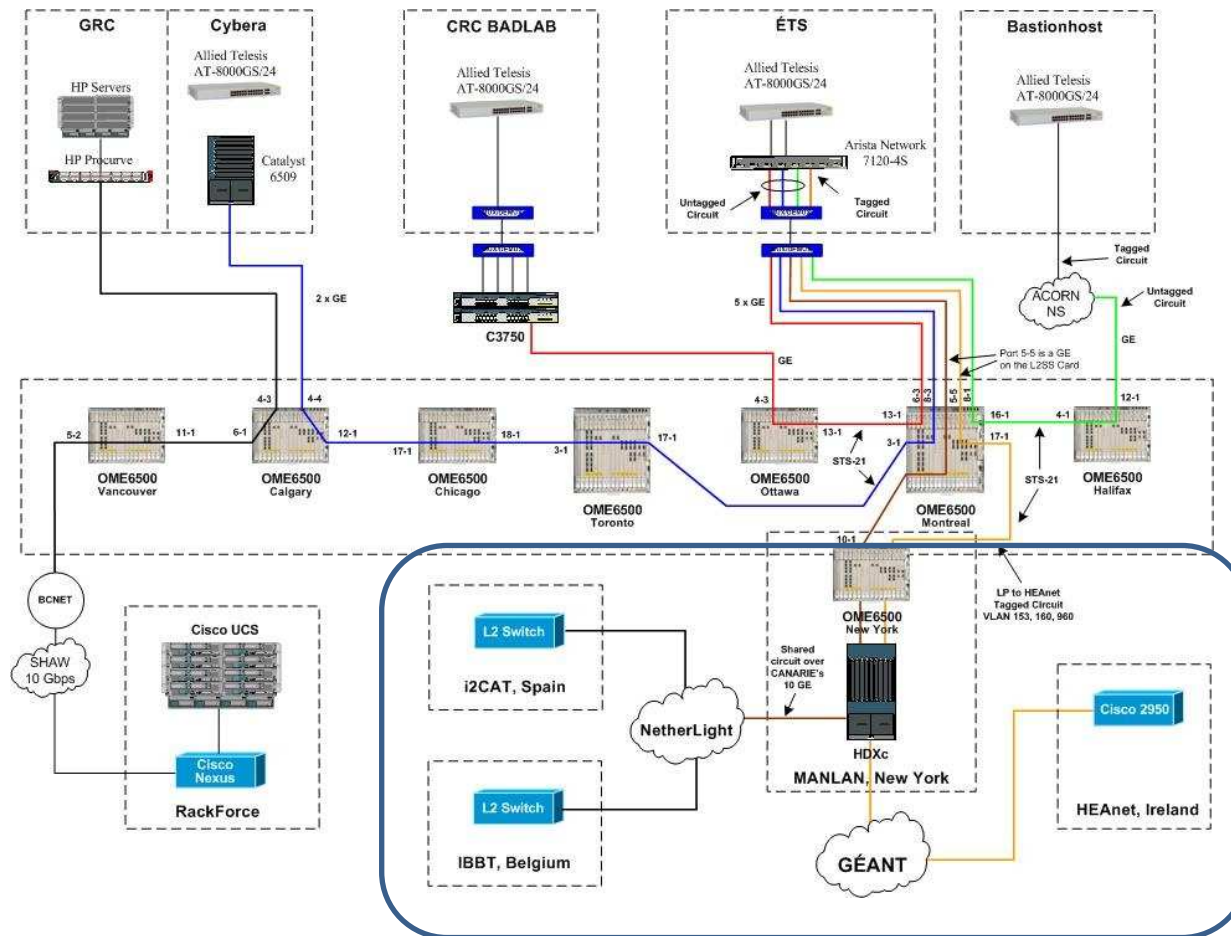 GRC
Cybera
CRC BADLAB
ÉTS
Bastionhost
HP Servers
HP Procurve
Allied Telesis
AT-8000GS/24
Catalyst
6509
Allied Telesis
AT-8000GS/24
Allied Telesis
AT-8000GS/24
Arista Network
7120-4S
Untagged
Circuit
Tagged
Circuit
Allied Telesis
AT-8000GS/24
Tagged
Circuit
ACORN
NS
Untagged
Circuit
2 x GE
C3750
GE
5 x GE
Port 5-5 is a GE
on the L2SS Card
GE
5-2
11-1
6-1
4-3
4-4
12-1
17-1
18-1
3-1
17-1
4-3
13-1
13-1
3-1
6-3
8-3
5-5
8-1
16-1
17-1
4-1
12-1
STS-21
STS-21
OME6500
Vancouver
OME6500
Calgary
OME6500
Chicago
OME6500
Toronto
OME6500
Ottawa
OME6500
Montreal
OME6500
Halifax
10-1
OME6500
New York
LP to HEAnet
Tagged Circuit
VLAN 153, 160, 960
BCNET
SHAW
10 Gbps
Cisco UCS
Cisco
Nexus
RackForce
L2 Switch
i2CAT, Spain
L2 Switch
IBBT, Belgium
NetherLight
Shared
circuit over
CANARIE's
10 GE
HDXc
MANLAN, New York
GÉANT
Cisco 2950
HEAnet, Ireland